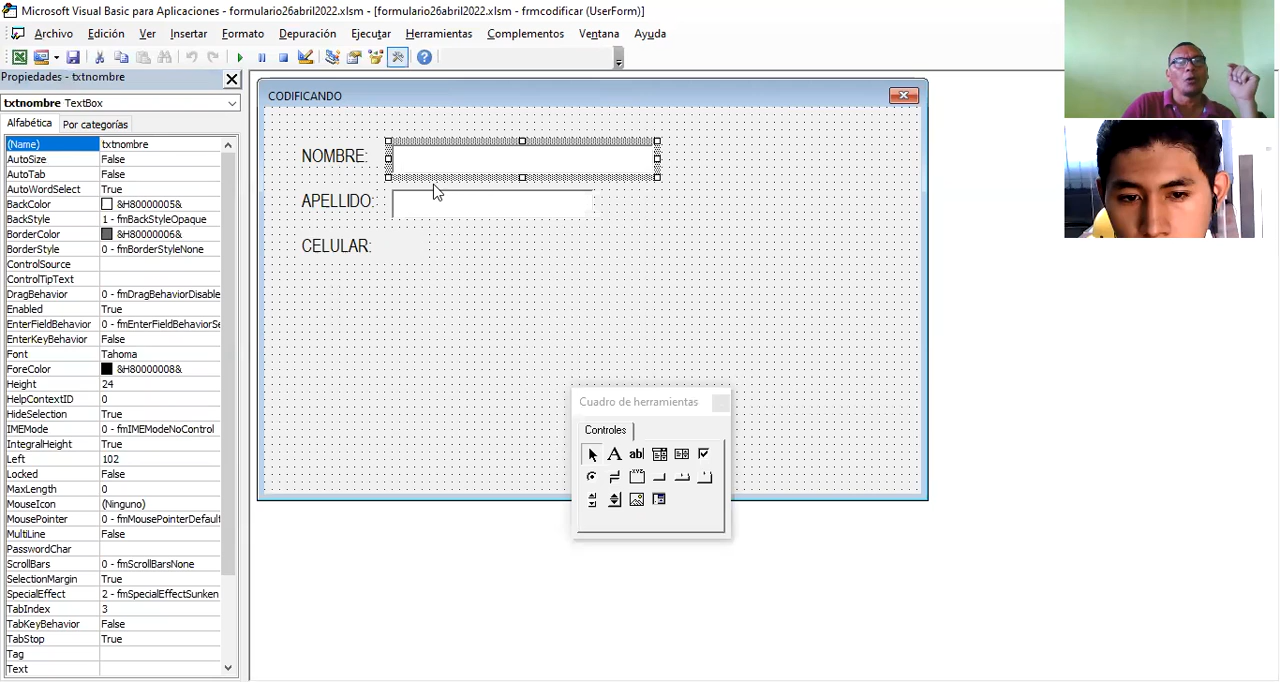 Microsoft Visual Basic para Aplicaciones - formulario26abril2022.xlsm - [formulario26abril2022.xlsm - frmcodificar (UserForm)]
Archivo Edición Ver Insertar Formato Depuración Ejecutar Herramientas Complementos Ventana Ayuda
Propiedades - txtnombre
txtnombre TextBox
Alfabética Por categorías
(Name) txtnombre
AutoSize False
AutoTab False
AutoWordSelect True
BackColor &H80000005&
BackStyle 1 - fmBackStyleOpaque
BorderColor &H80000006&
BorderStyle 0 - fmBorderStyleNone
ControlSource
ControlTipText
DragBehavior 0 - fmDragBehaviorDisable
Enabled True
EnterFieldBehavior 0 - fmEnterFieldBehaviorSe
EnterKeyBehavior False
Font Tahoma
ForeColor &H80000008&
Height 24
HelpContextID 0
HideSelection True
IMEMode 0 - fmIMEModeNoControl
IntegralHeight True
Left 102
Locked False
MaxLength 0
MouseIcon (Ninguno)
MousePointer 0 - fmMousePointerDefault
MultiLine False
PasswordChar
ScrollBars 0 - fmScrollBarsNone
SelectionMargin True
SpecialEffect 2 - fmSpecialEffectSunken
TabIndex 3
TabKeyBehavior False
TabStop True
Tag
Text
CODIFICANDO
NOMBRE:
APELLIDO:
CELULAR:
Cuadro de herramientas
Controles
A ab|
XYZ